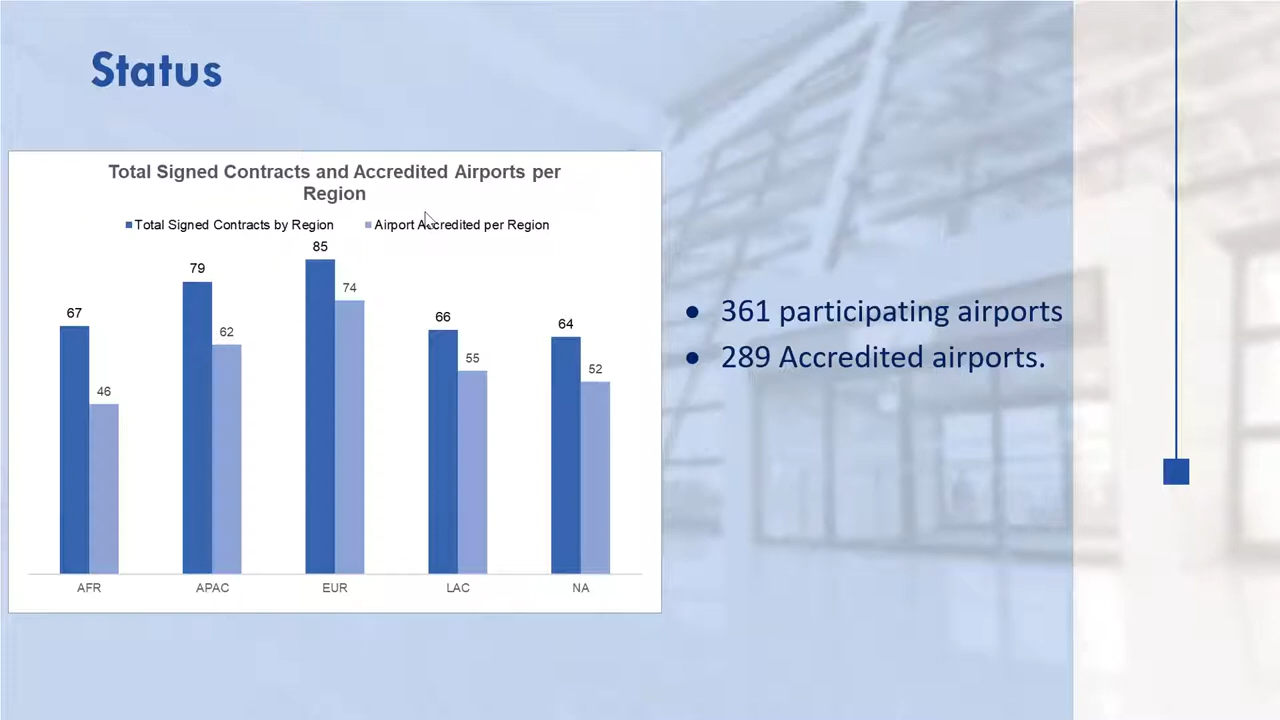 Status
Total Signed Contracts and Accredited Airports per
Region
Total Signed Contracts by Region Airport Accredited per Region
67 79 85 66 64
46 62 74 55 52
AFR APAC EUR LAC NA
• 361 participating airports
• 289 Accredited airports.